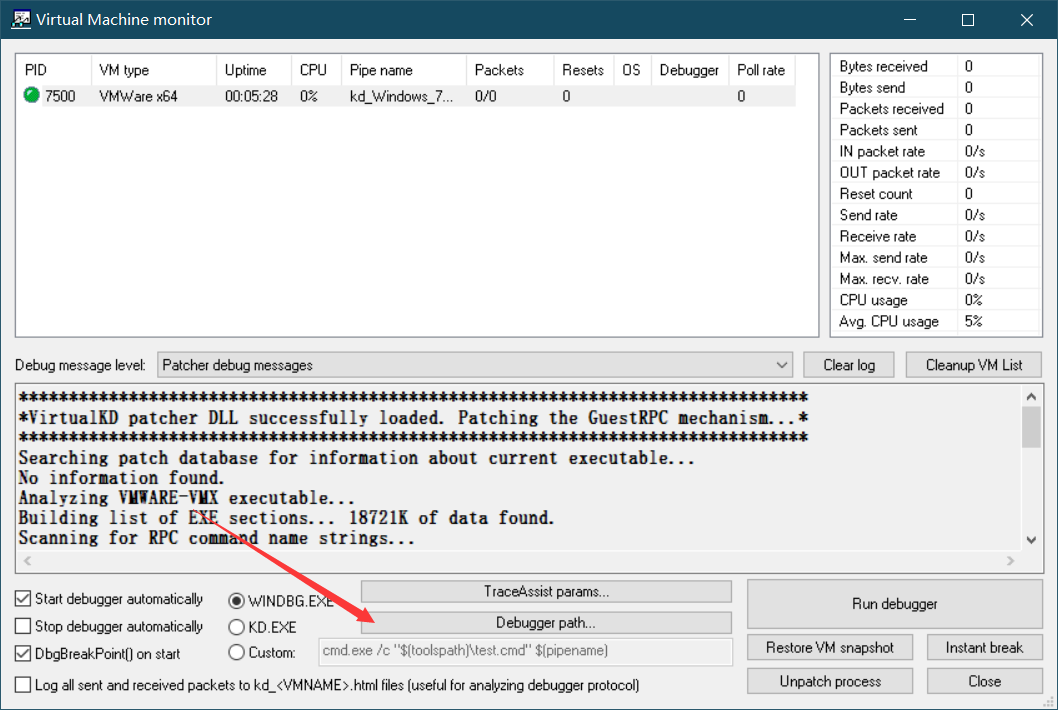 Virtual Machine monitor
PID VM type Uptime CPU Pipe name Packets Resets OS Debugger Poll rate
7500 VMWare x64 00:05:28 0% kd_Windows_7... 0/0 0 0
Bytes received 0
Bytes send 0
Packets received 0
Packets sent 0
IN packet rate 0/s
OUT packet rate 0/s
Reset count 0
Send rate 0/s
Receive rate 0/s
Max. send rate 0/s
Max. recv. rate 0/s
CPU usage 0%
Avg. CPU usage 5%
Debug message level: Patcher debug messages Clear log Cleanup VM List
*******************************************************************************
*VirtualKD patcher DLL successfully loaded. Patching the GuestRPC mechanism...*
*******************************************************************************
Searching patch database for information about current executable...
No information found.
Analyzing VMWARE-VMX executable...
Building list of EXE sections... 18721K of data found.
Scanning for RPC command name strings...
Start debugger automatically WINDBG.EXE TraceAssist params... Run debugger
Stop debugger automatically KD.EXE Debugger path...
DbgBreakPoint() on start Custom: cmd.exe /c "$(toolspath)\test.cmd" $(pipename) Restore VM snapshot Instant break
Log all sent and received packets to kd_<VMNAME>.html files (useful for analyzing debugger protocol) Unpatch process Close